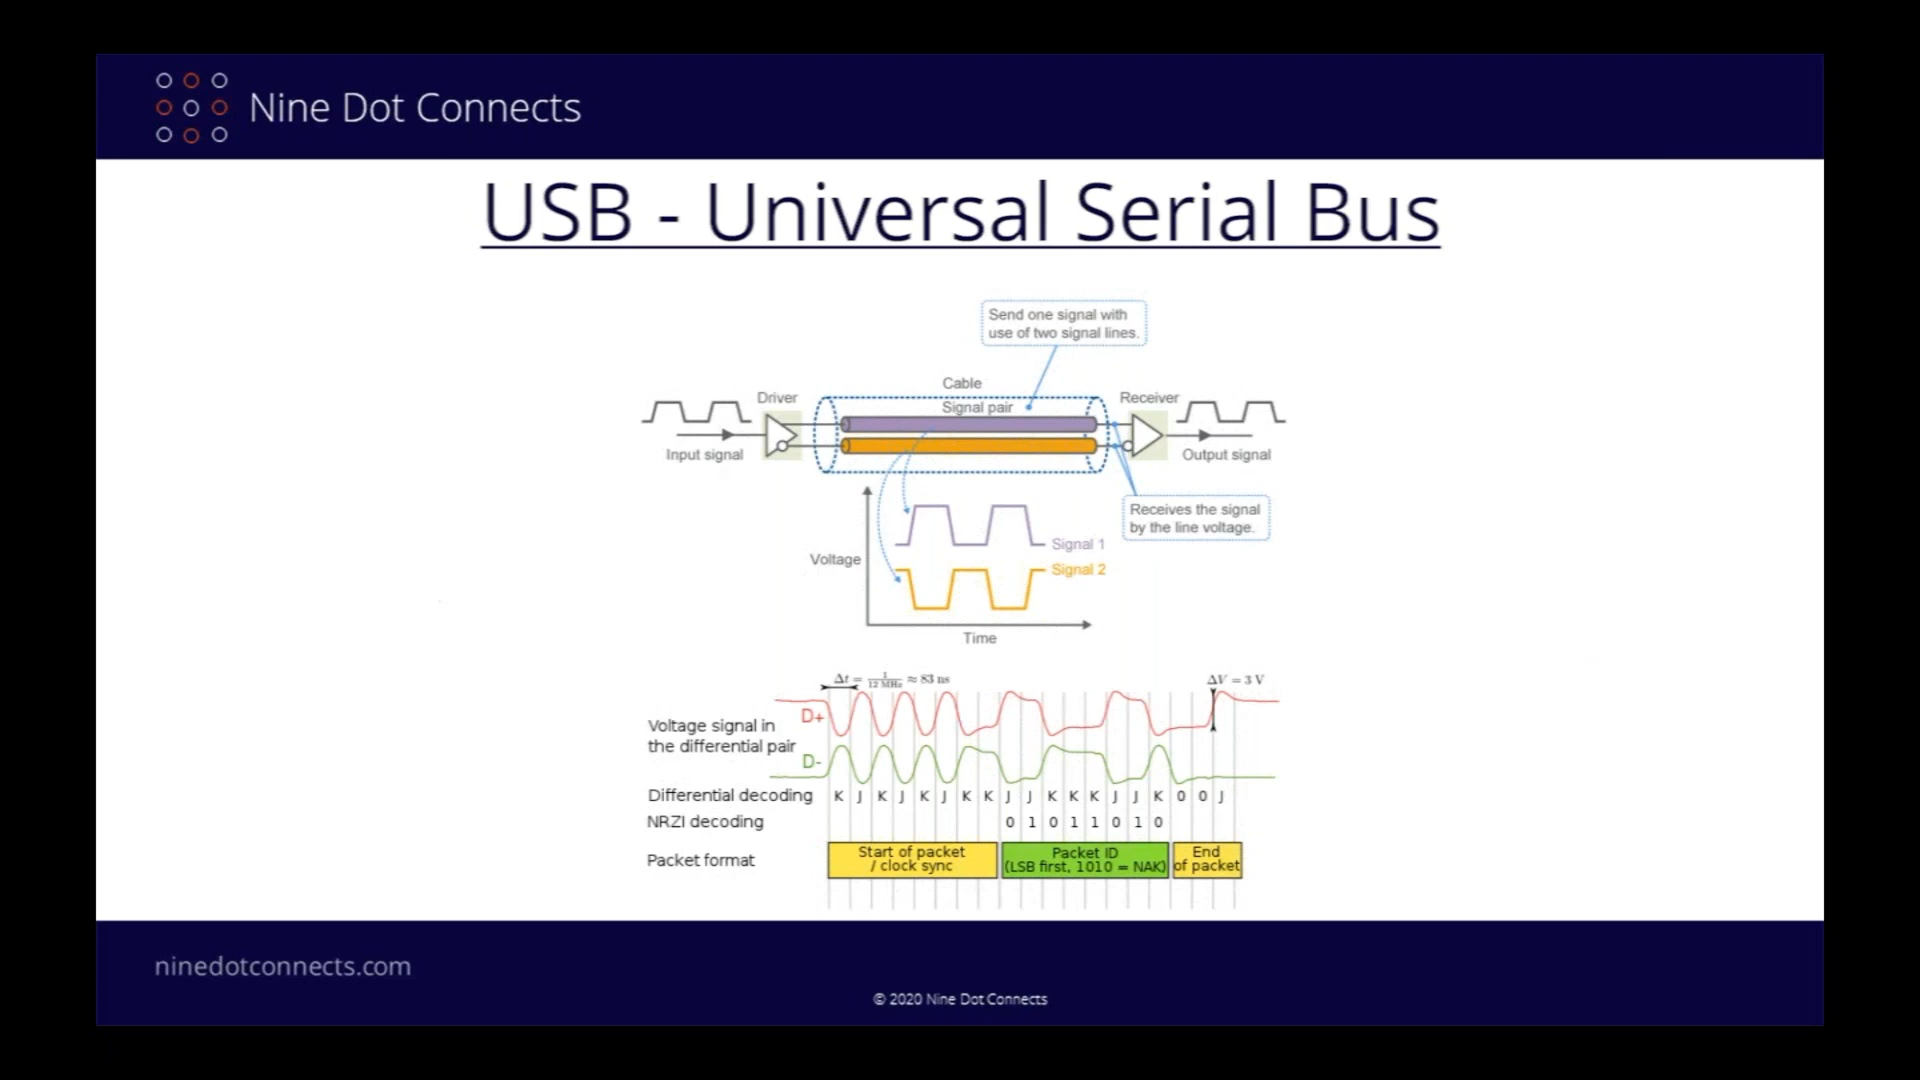 Nine Dot Connects
USB - Universal Serial Bus
Send one signal with
use of two signal lines.
Cable
Driver
Signal pair
Receiver
Input signal
Output signal
Receives the signal
by the line voltage.
Voltage
Signal 1
Signal 2
Time
Δt = 1/12 MHz ≈ 83 ns
ΔV = 3 V
Voltage signal in
the differential pair
D+
D-
Differential decoding K J K J K J K K J J K K K J J K 0 0 J
NRZI decoding 0 1 0 1 1 0 1 0
Packet format
Start of packet
/ clock sync
Packet ID
(LSB first, 1010 = NAK)
End
of packet
ninedotconnects.com
© 2020 Nine Dot Connects